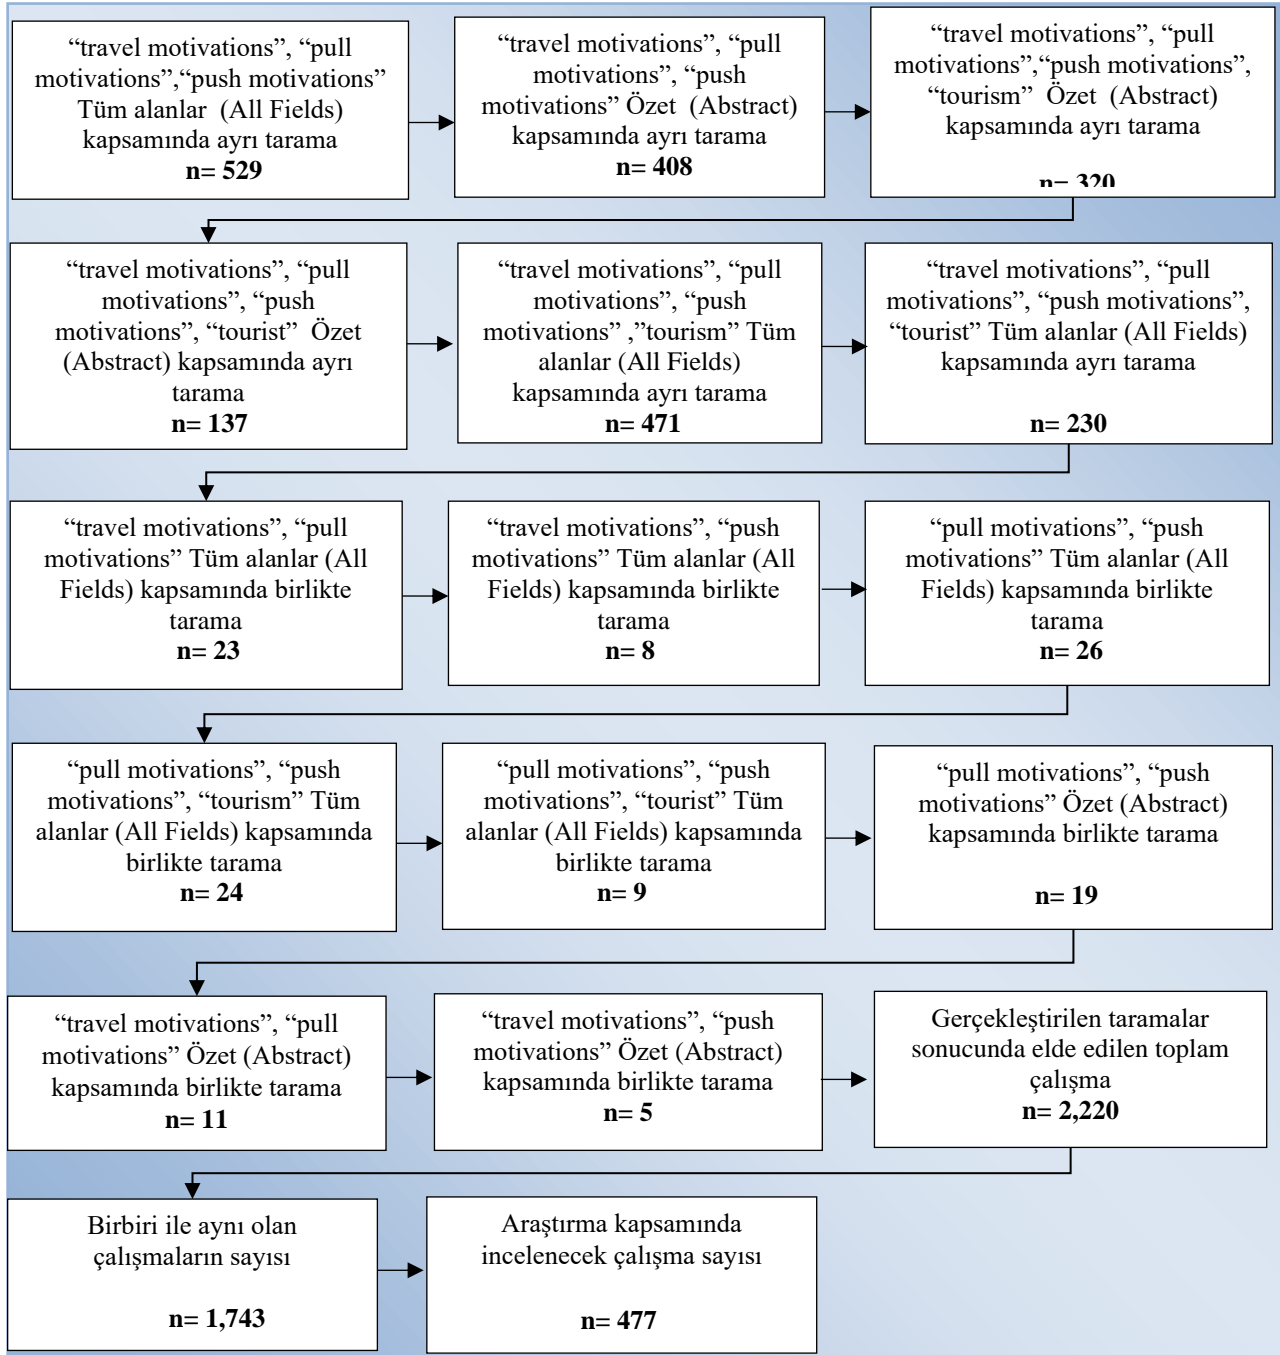 “travel motivations”, “pull
motivations”,“push motivations”
Tüm alanlar (All Fields)
kapsamında ayrı tarama
n= 529
“travel motivations”, “pull
motivations”, “push
motivations” Özet (Abstract)
kapsamında ayrı tarama
n= 408
“travel motivations”, “pull
motivations”,“push motivations”,
“tourism” Özet (Abstract)
kapsamında ayrı tarama
n= 320
“travel motivations”, “pull
motivations”, “push
motivations”, “tourist” Özet
(Abstract) kapsamında ayrı
tarama
n= 137
“travel motivations”, “pull
motivations”, “push
motivations” ,”tourism” Tüm
alanlar (All Fields)
kapsamında ayrı tarama
n= 471
“travel motivations”, “pull
motivations”, “push motivations”,
“tourist” Tüm alanlar (All Fields)
kapsamında ayrı tarama
n= 230
“travel motivations”, “pull
motivations” Tüm alanlar (All
Fields) kapsamında birlikte
tarama
n= 23
“travel motivations”, “push
motivations” Tüm alanlar (All
Fields) kapsamında birlikte
tarama
n= 8
“pull motivations”, “push
motivations” Tüm alanlar (All
Fields) kapsamında birlikte
tarama
n= 26
“pull motivations”, “push
motivations”, “tourism” Tüm
alanlar (All Fields) kapsamında
birlikte tarama
n= 24
“pull motivations”, “push
motivations”, “tourist” Tüm
alanlar (All Fields) kapsamında
birlikte tarama
n= 9
“pull motivations”, “push
motivations” Özet (Abstract)
kapsamında birlikte tarama
n= 19
“travel motivations”, “pull
motivations” Özet (Abstract)
kapsamında birlikte tarama
n= 11
“travel motivations”, “push
motivations” Özet (Abstract)
kapsamında birlikte tarama
n= 5
Gerçekleştirilen taramalar
sonucunda elde edilen toplam
çalışma
n= 2,220
Birbiri ile aynı olan
çalışmaların sayısı
n= 1,743
Araştırma kapsamında
incelenecek çalışma sayısı
n= 477